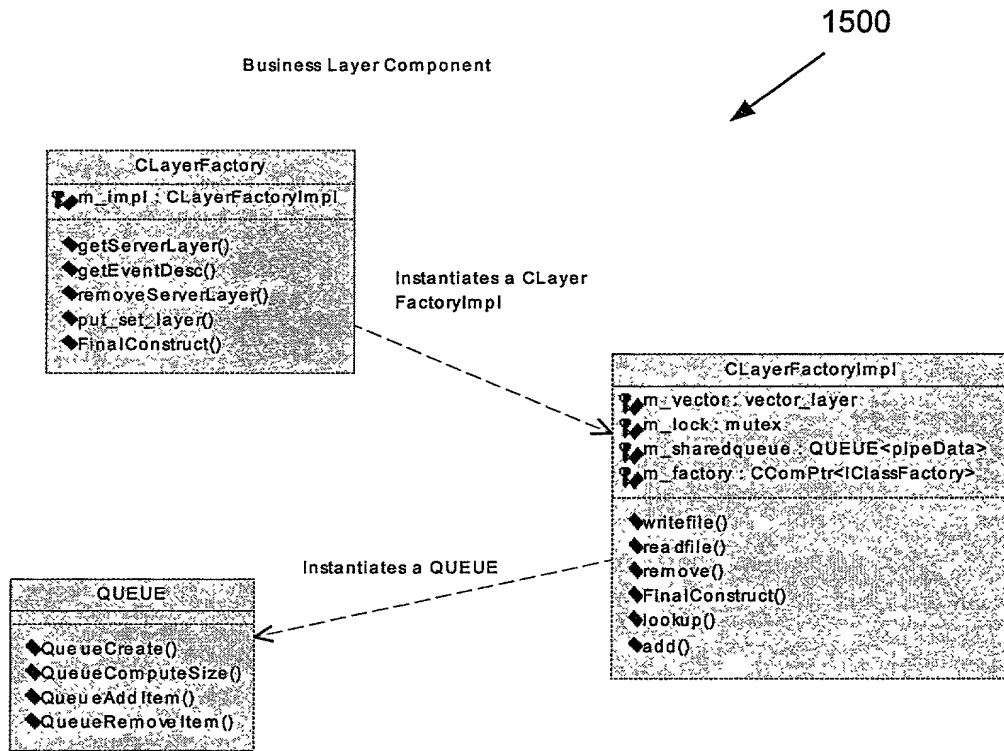 1500
Business Layer Component
CLayerFactory
m_impl : CLayerFactoryImpl
getServerLayer()
getEventDesc()
removeServerLayer()
put_set_layer()
FinalConstruct()
Instantiates a CLayer
FactoryImpl
CLayerFactoryImpl
m_vector : vector_layer
m_lock : mutex
m_sharedqueue : QUEUE<pipeData>
m_factory : CComPtr<IClassFactory>
writefile()
readfile()
remove()
FinalConstruct()
lookup()
add()
Instantiates a QUEUE
QUEUE
QueueCreate()
QueueComputeSize()
QueueAddItem()
QueueRemoveItem()